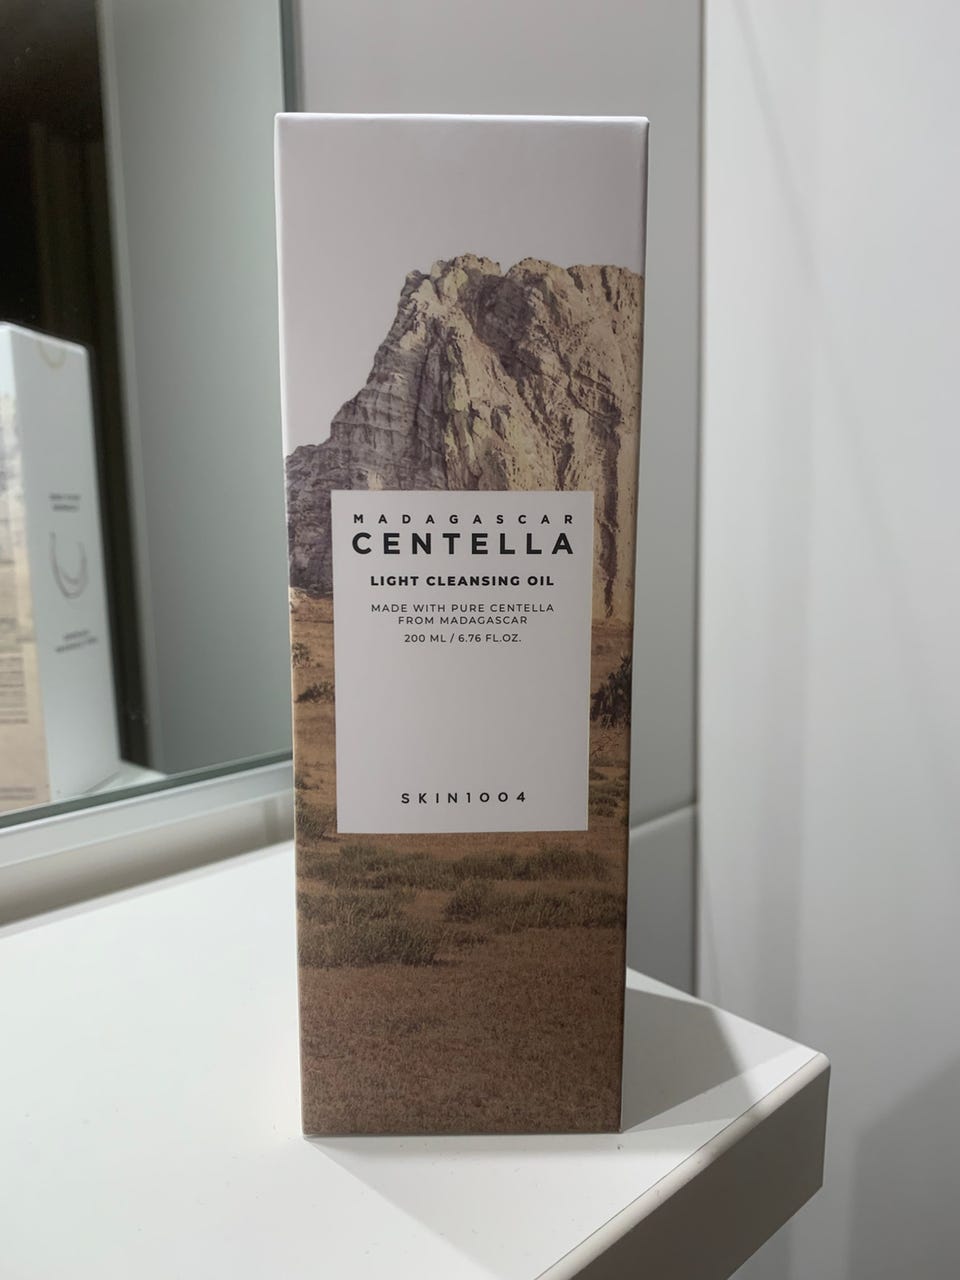 MADAGASCAR
CENTELLA
LIGHT CLEANSING OIL
MADE WITH PURE CENTELLA
FROM MADAGASCAR
200 ML / 6.76 FL.OZ.
SKIN1004